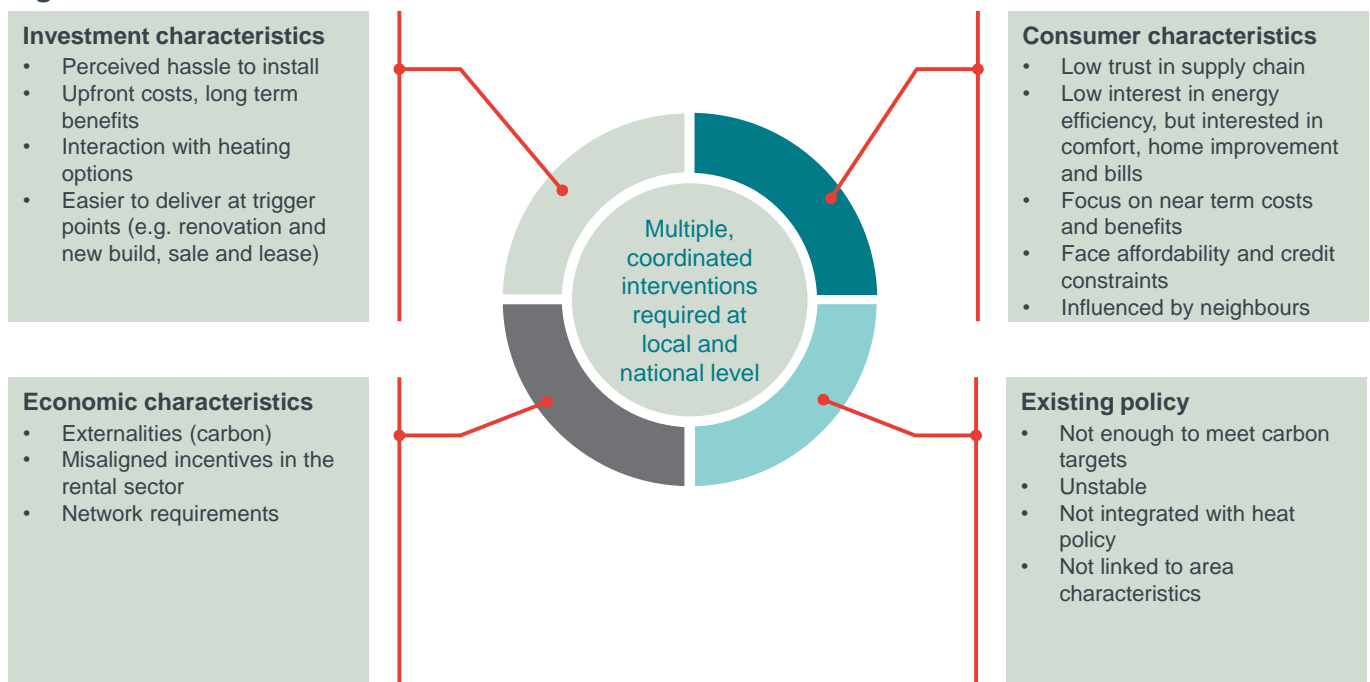 Investment characteristics
• Perceived hassle to install
• Upfront costs, long term
benefits
• Interaction with heating
options
• Easier to deliver at trigger
points (e.g. renovation and
new build, sale and lease)
Consumer characteristics
• Low trust in supply chain
• Low interest in energy
efficiency, but interested in
comfort, home improvement
and bills
• Focus on near term costs
and benefits
• Face affordability and credit
constraints
• Influenced by neighbours
Multiple,
coordinated
interventions
required at
local and
national level
Economic characteristics
• Externalities (carbon)
• Misaligned incentives in the
rental sector
• Network requirements
Existing policy
• Not enough to meet carbon
targets
• Unstable
• Not integrated with heat
policy
• Not linked to area
characteristics